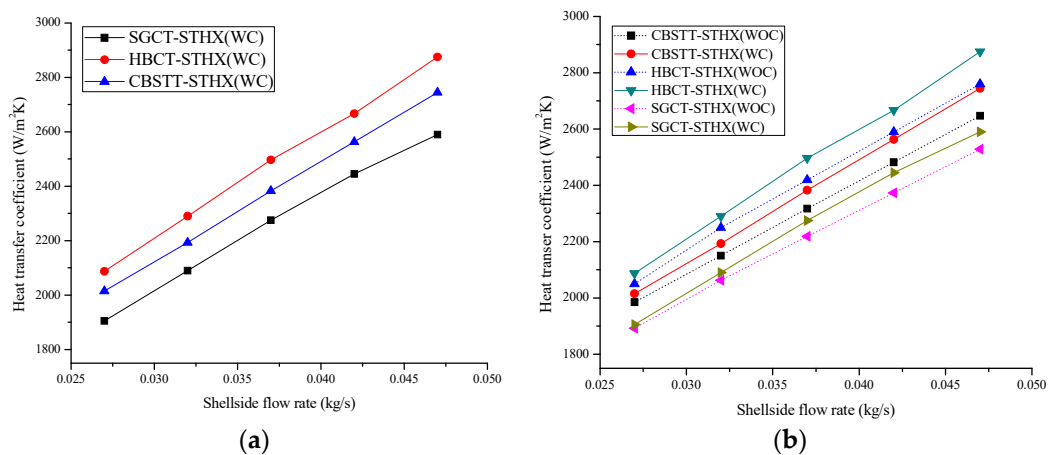 3000
2800
2600
2400
2200
2000
1800
Heat transfer coefficient (W/m²K)
SGCT-STHX(WC)
HBCT-STHX(WC)
CBSTT-STHX(WC)
0.025 0.030 0.035 0.040 0.045 0.050
Shellside flow rate (kg/s)
(a)
3000
2800
2600
2400
2200
2000
1800
Heat transer coefficient (W/m²K)
CBSTT-STHX(WOC)
CBSTT-STHX(WC)
HBCT-STHX(WOC)
HBCT-STHX(WC)
SGCT-STHX(WOC)
SGCT-STHX(WC)
0.025 0.030 0.035 0.040 0.045 0.050
Shellside flow rate (kg/s)
(b)